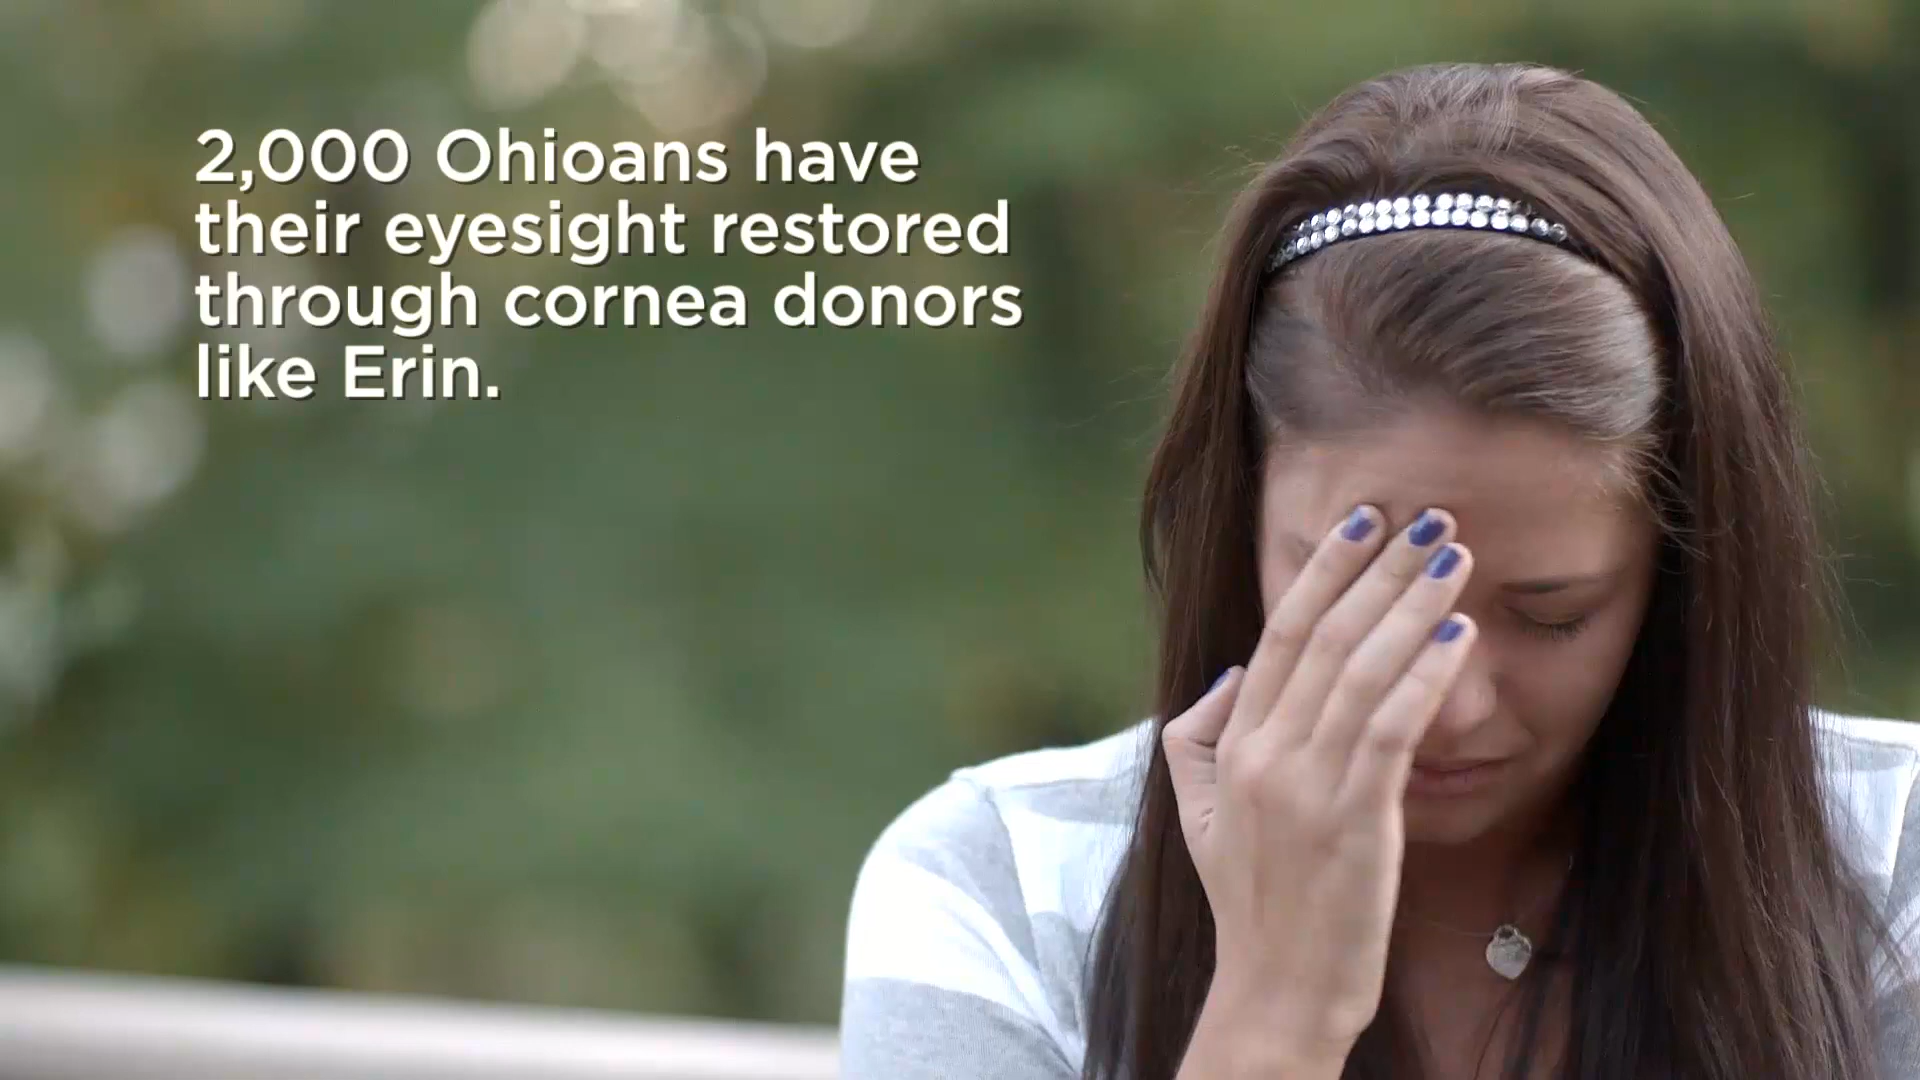 2,000 Ohioans have
their eyesight restored
through cornea donors
like Erin.